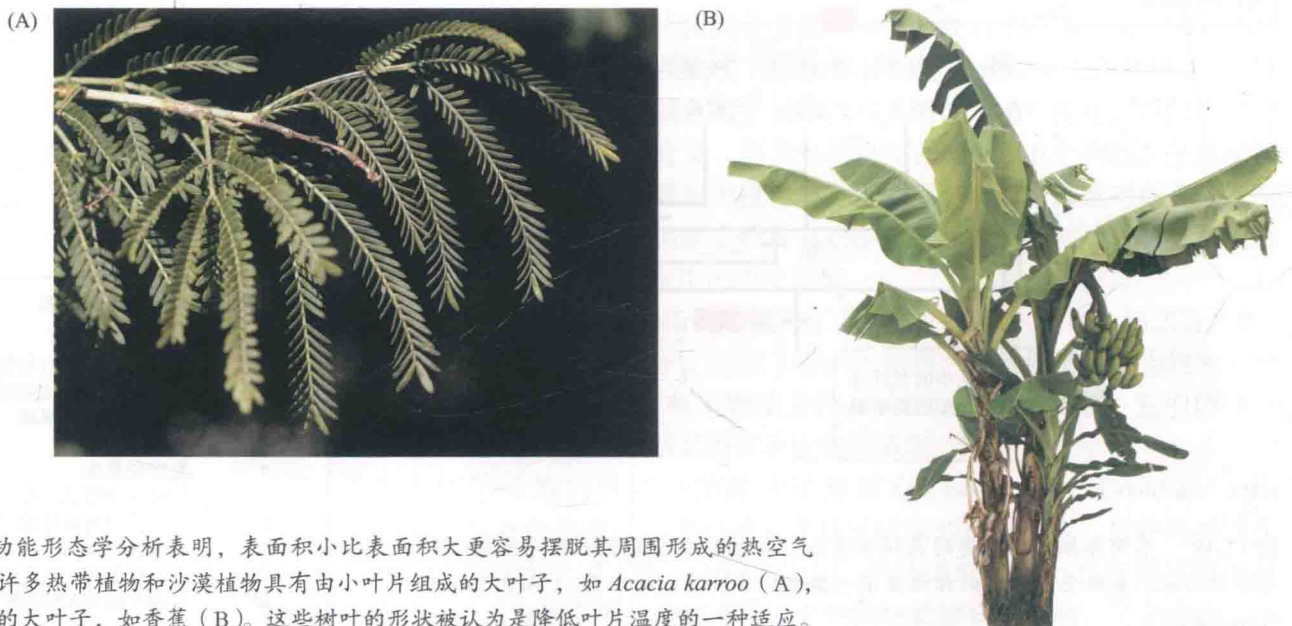 (A)
(B)
功能形态学分析表明，表面积小比表面积大更容易摆脱其周围形成的热空气
许多热带植物和沙漠植物具有由小叶片组成的大叶子，如 Acacia karroo（A），
的大叶子，如香蕉（B）。这些树叶的形状被认为是降低叶片温度的一种适应。